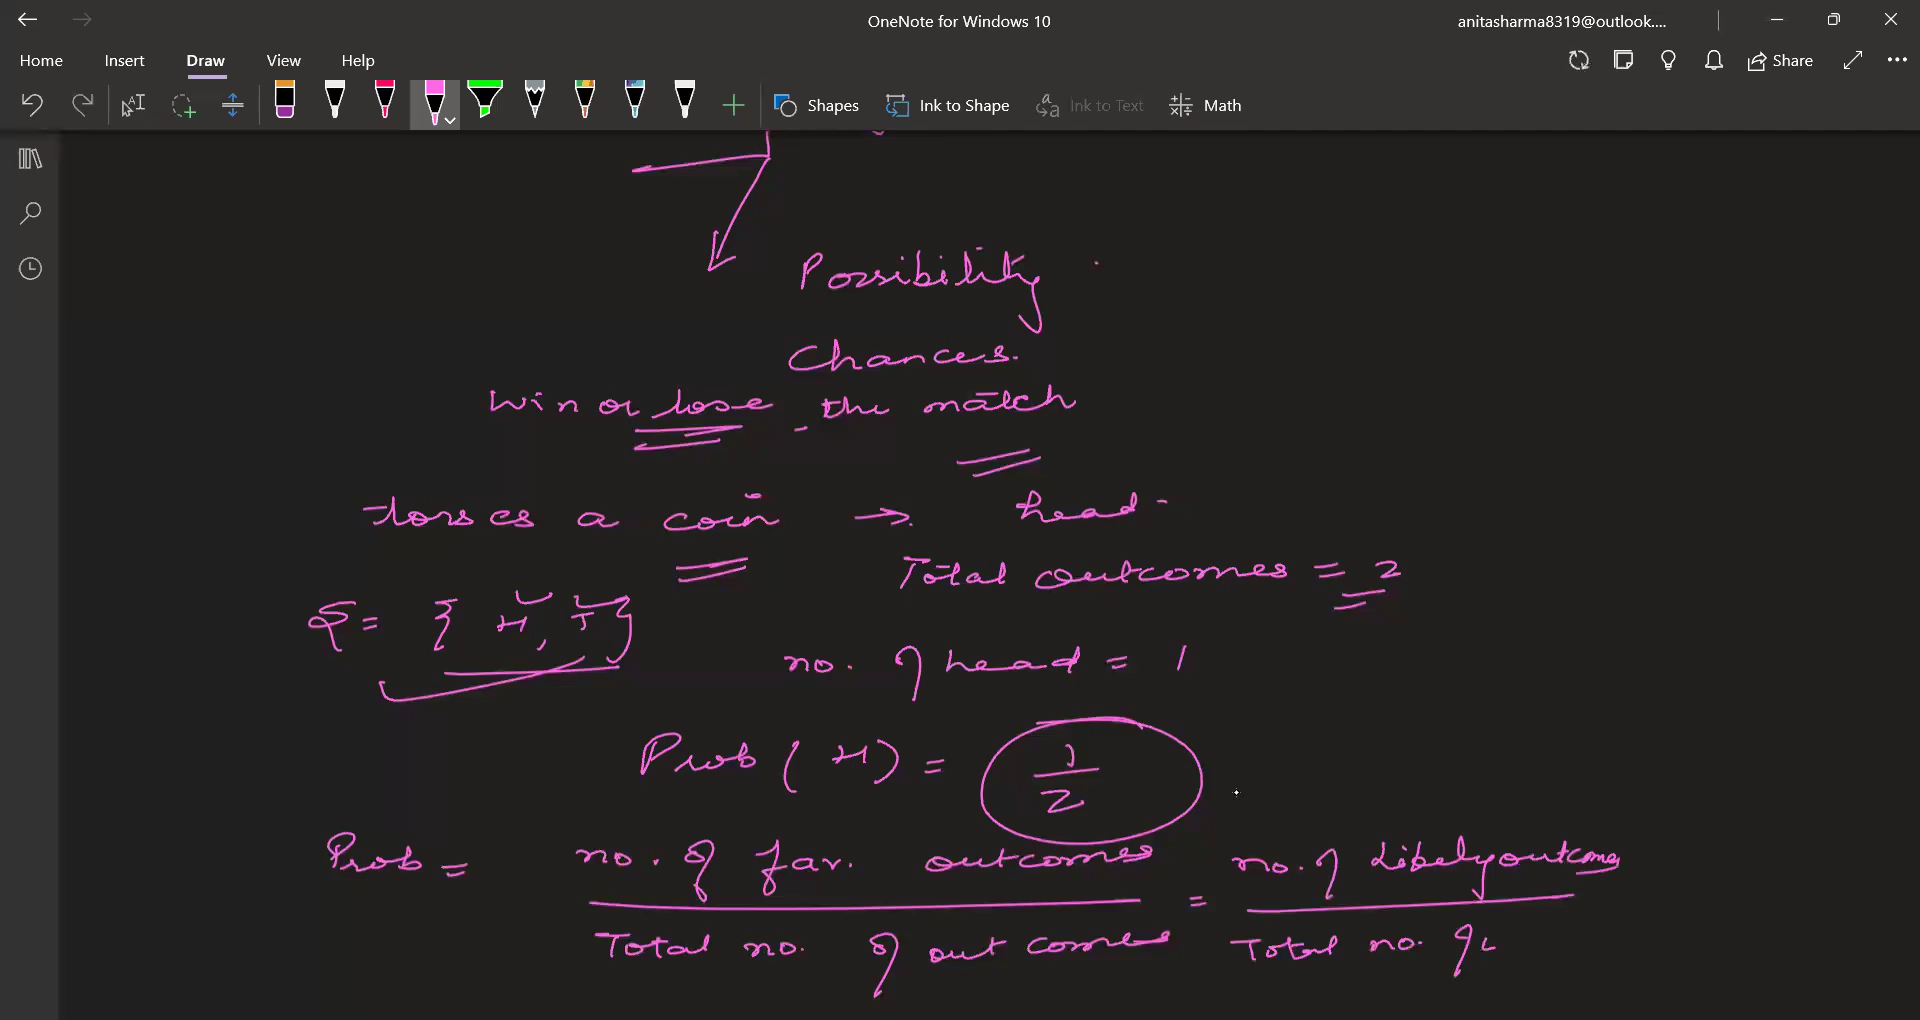 OneNote for Windows 10
anitasharma8319@outlook....
Home Insert Draw View Help
Share
Shapes Ink to Shape Ink to Text Math
Possibility
Chances.
Win or lose the match
tosses a coin → head
Total outcomes = 2
S = { H, T }
no. of head = 1
Prob ( H ) = 1/2
Prob = no. of fav. outcomes / Total no. of out comes = no. of likely outcomes / Total no. of